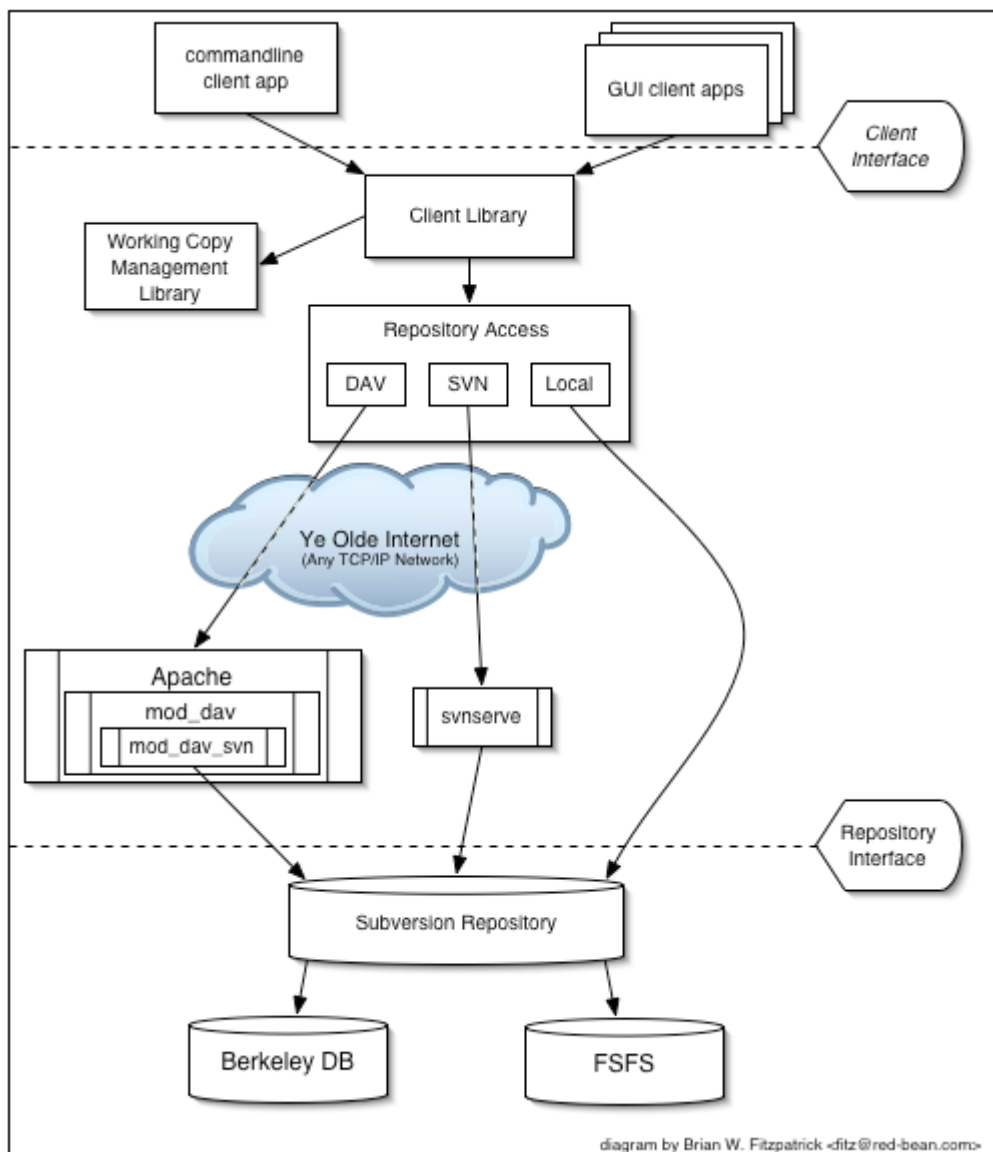 commandline
client app
GUI client apps
Client
Interface
Client Library
Working Copy
Management
Library
Repository Access
DAV
SVN
Local
Ye Olde Internet
(Any TCP/IP Network)
Apache
mod_dav
mod_dav_svn
svnserve
Repository
Interface
Subversion Repository
Berkeley DB
FSFS
diagram by Brian W. Fitzpatrick <fitz@red-bean.com>